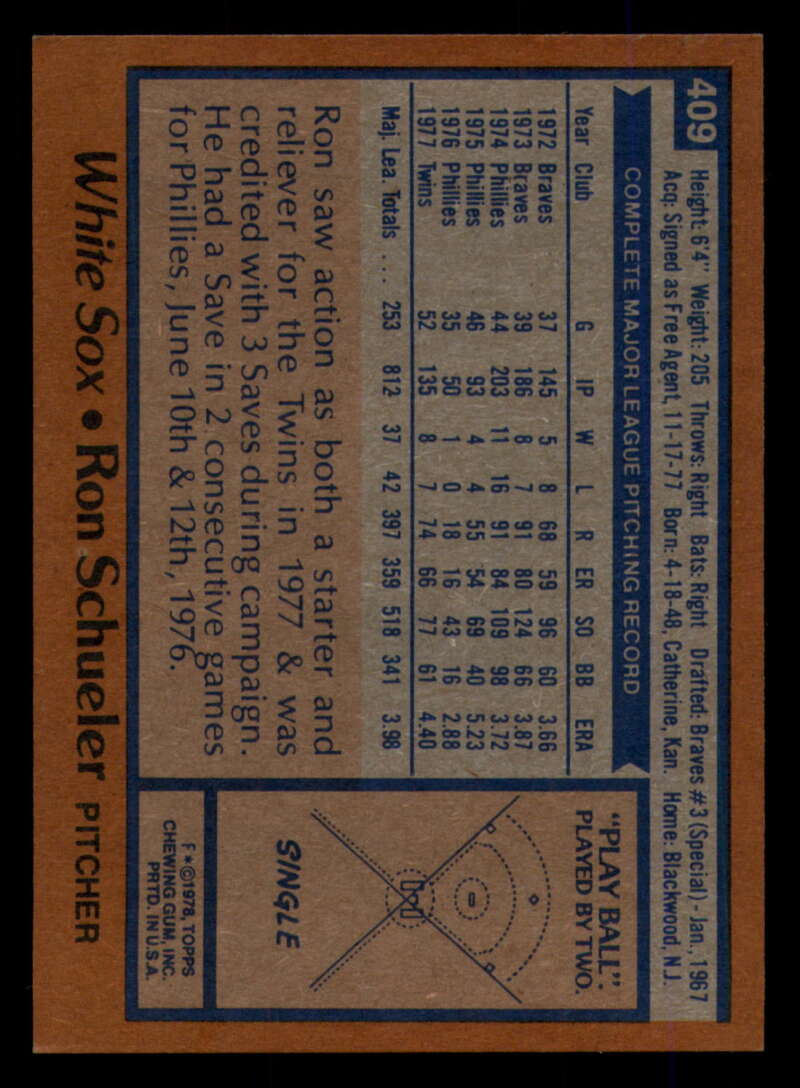 409
Height: 6'4" Weight: 205 Throws: Right Bats: Right Drafted: Braves #3 (Special) - Jan., 1967
Acq: Signed as Free Agent, 11-17-77 Born: 4-18-48, Catherine, Kan. Home: Blackwood, N.J.
COMPLETE MAJOR LEAGUE PITCHING RECORD
Year Club G IP W L R ER SO BB ERA
1972 Braves 37 145 5 8 68 59 96 60 3.66
1973 Braves 39 186 8 7 91 80 124 66 3.87
1974 Phillies 44 203 11 16 91 84 109 98 3.72
1975 Phillies 46 93 4 4 55 54 69 40 5.23
1976 Phillies 35 50 1 0 18 16 43 16 2.88
1977 Twins 52 135 8 7 74 66 77 61 4.40
Maj. Lea. Totals .... 253 812 37 42 397 359 518 341 3.98
Ron saw action as both a starter and
reliever for the Twins in 1977 & was
credited with 3 Saves during campaign.
He had a Save in 2 consecutive games
for Phillies, June 10th & 12th, 1976.
"PLAY BALL".
PLAYED BY TWO.
SINGLE
F*©1978, TOPPS
CHEWING GUM, INC.
PRTD. IN U.S.A.
White Sox • Ron Schueler PITCHER